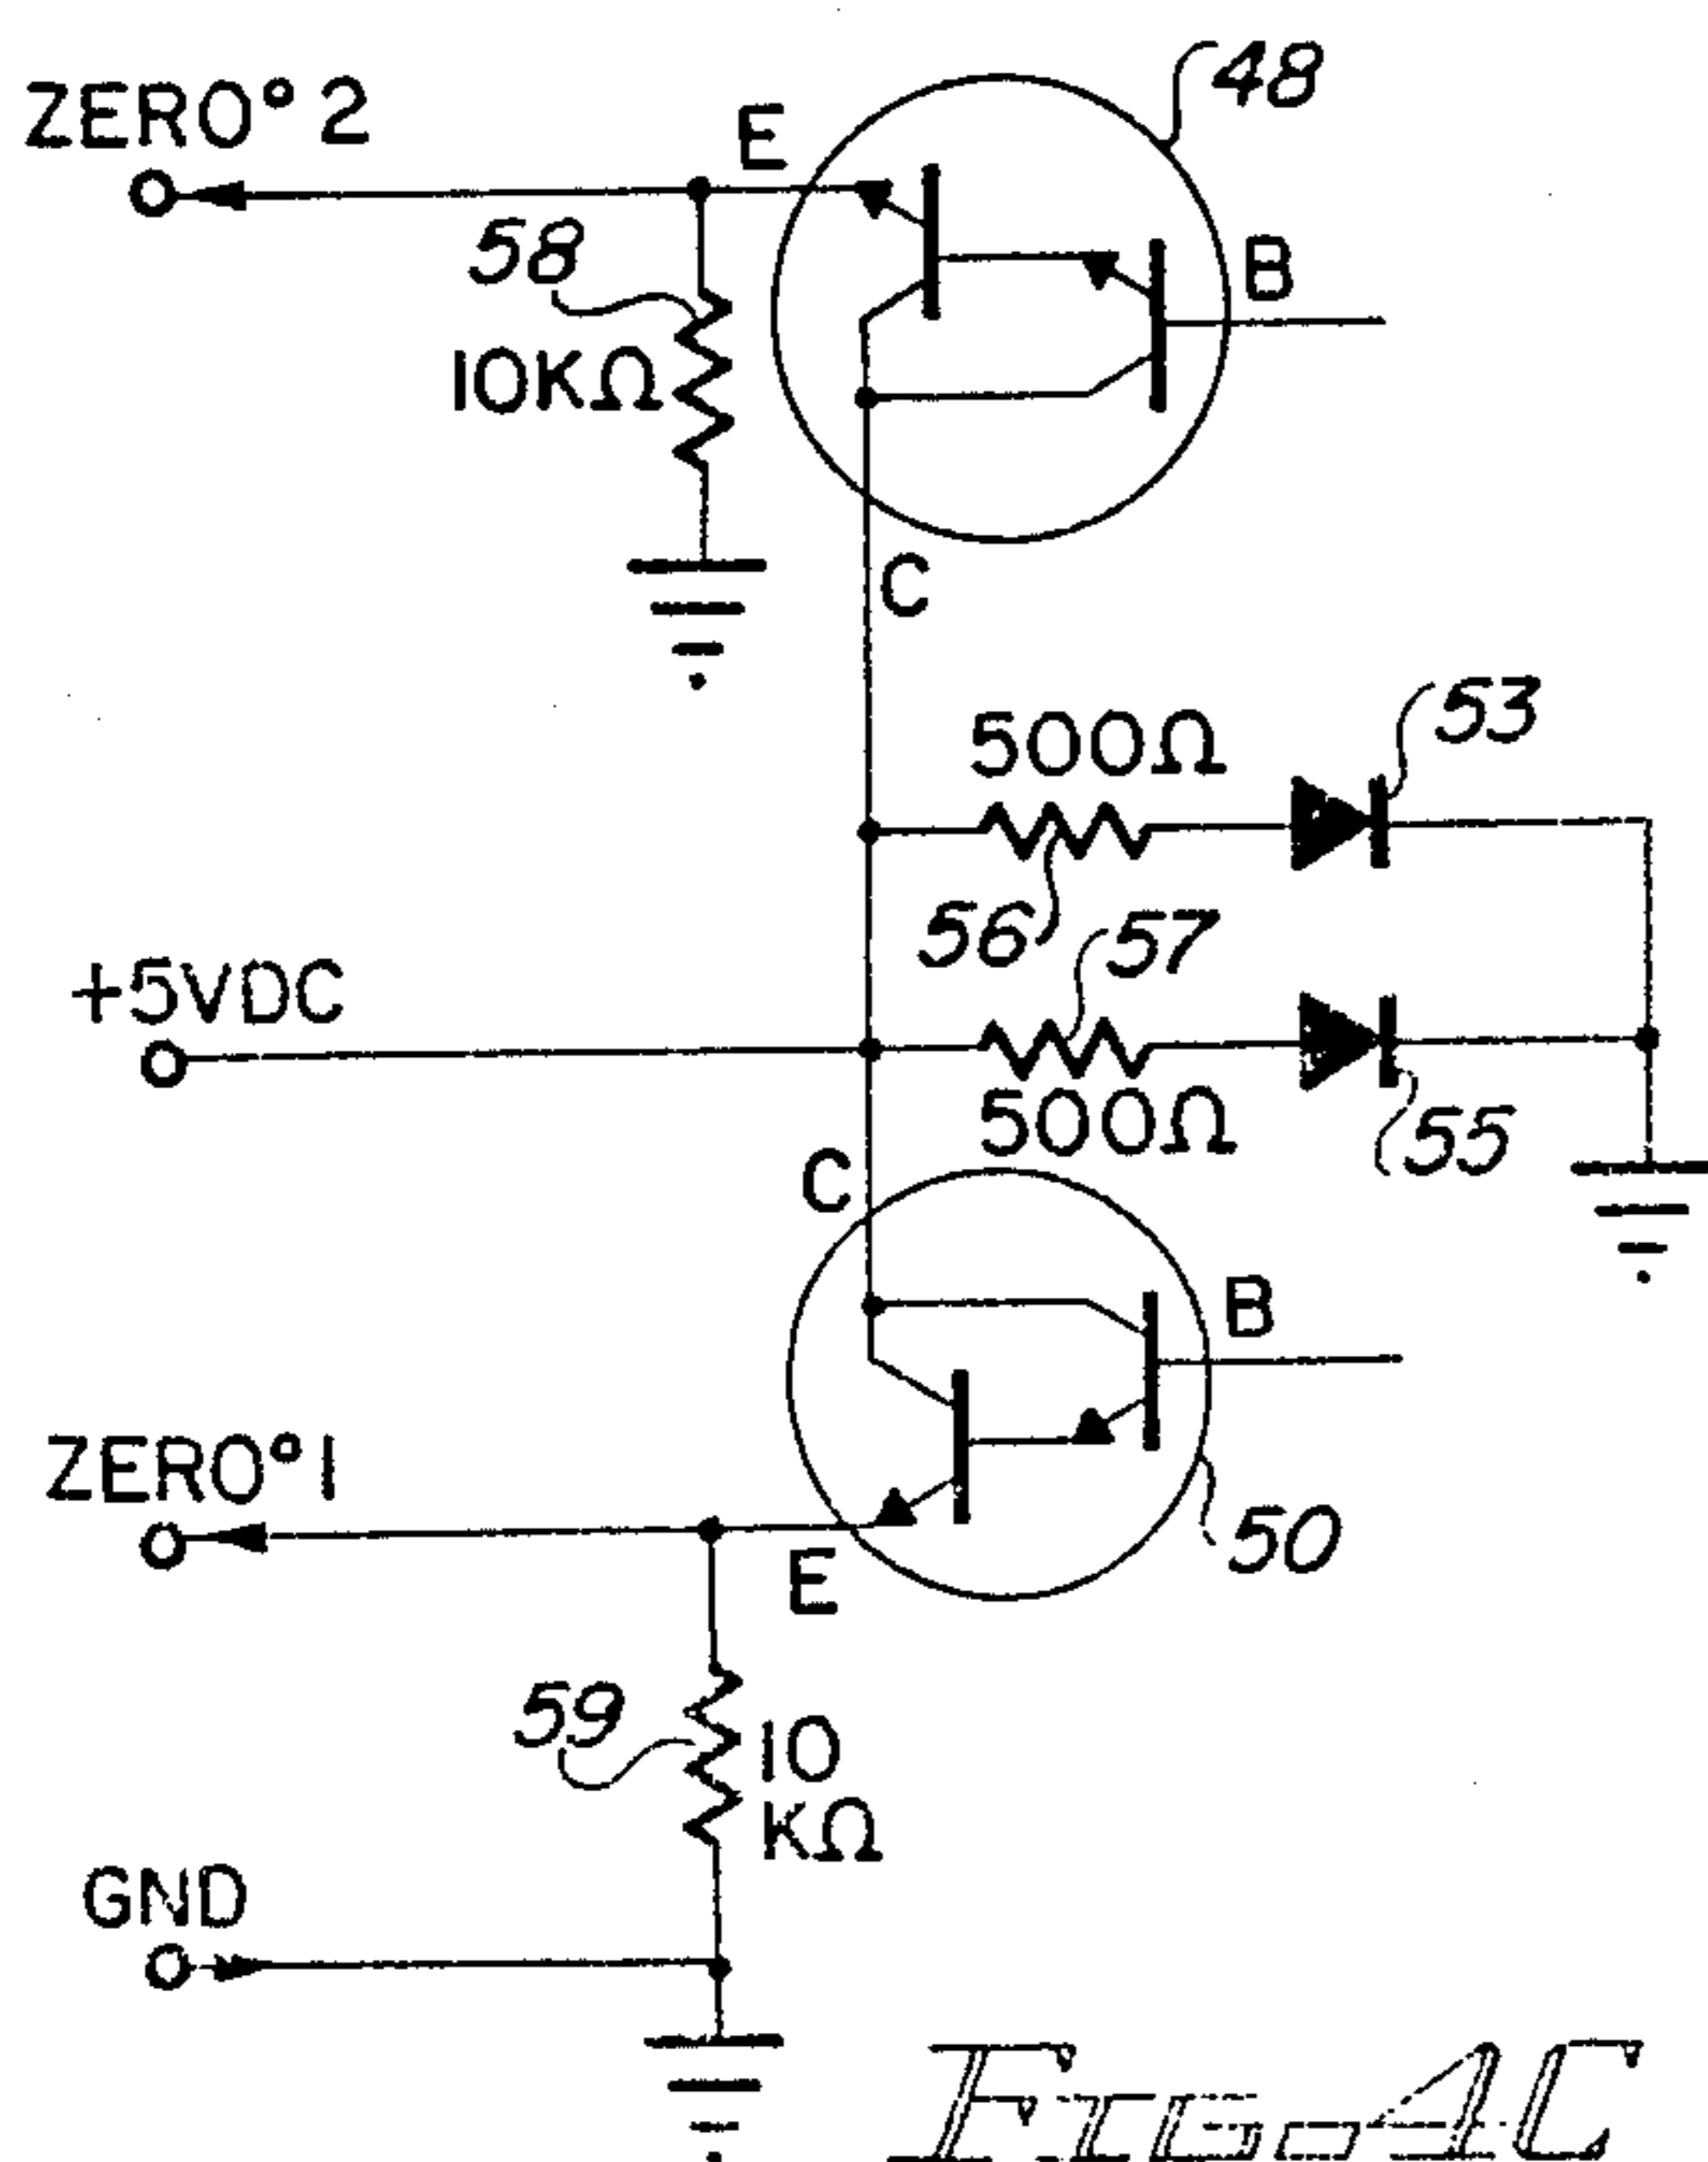 48
ZERO° 2
E
58
B
10KΩ
C
53
500Ω
56
57
+5VDC
500Ω
55
C
B
ZERO° 1
50
E
59
10
KΩ
GND
FIG-4C